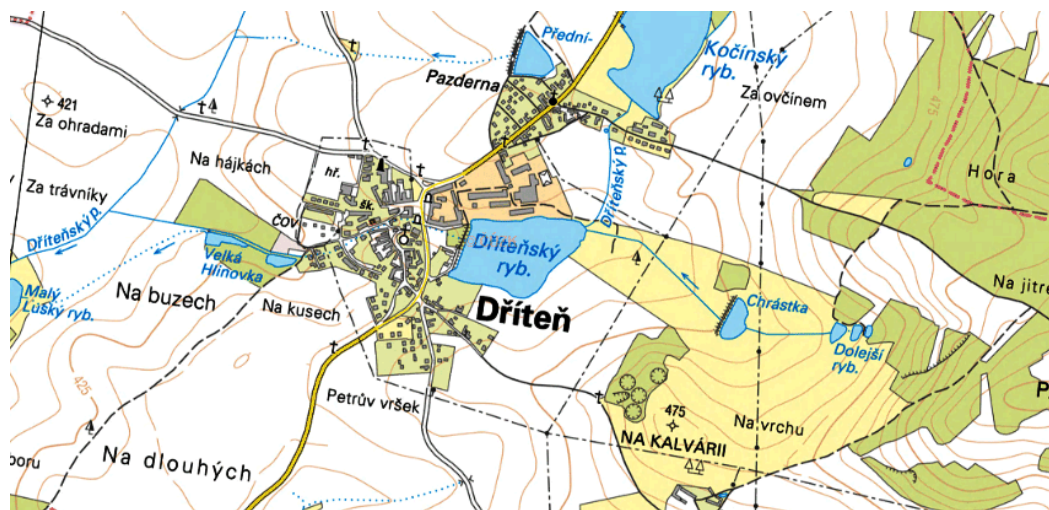 Přední-
Kočínský
ryb.
Pazderna
Za ovčínem
421
Za ohradami
475
Na hájkách
hř.
Hora
Za trávníky
šk.
Dříteňský p.
ČOV
Dříteňský p.
Dříteňský
ryb.
Velká
Hlinovka
Malý
Lušký ryb.
Na buzech
Na kusech
Dříteň
Chrástka
Na jitře
Dolejší
ryb.
425
Petrův vršek
475
Na vrchu
NA KALVÁRII
P
boru
Na dlouhých